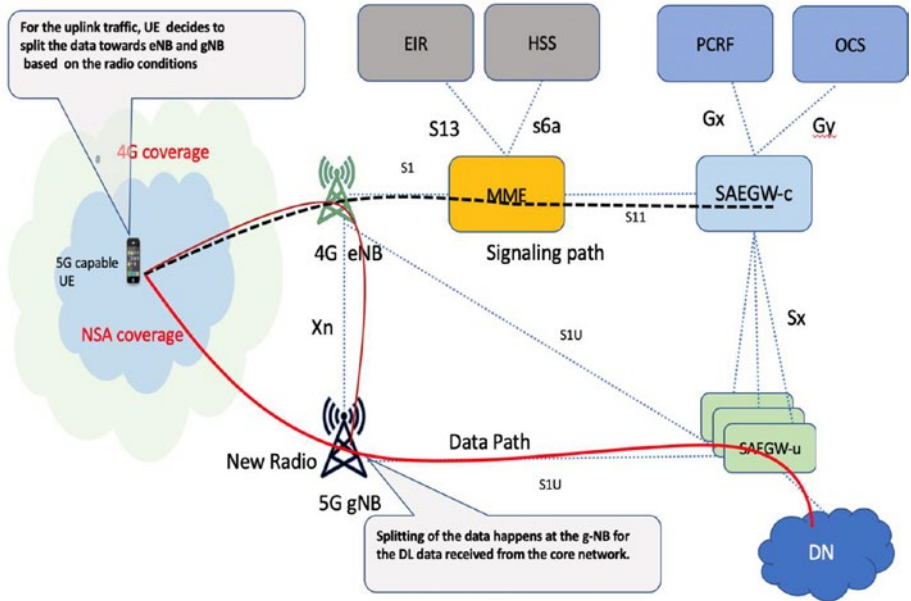 For the uplink traffic, UE decides to
split the data towards eNB and gNB
based on the radio conditions
EIR
HSS
PCRF
OCS
S13
s6a
Gx
Gy
4G coverage
S1
MME
SAEGW-c
S11
5G capable
UE
4G eNB
Signaling path
NSA coverage
Xn
S1U
Sx
New Radio
Data Path
SAEGW-u
5G gNB
S1U
Splitting of the data happens at the g-NB for
the DL data received from the core network.
DN